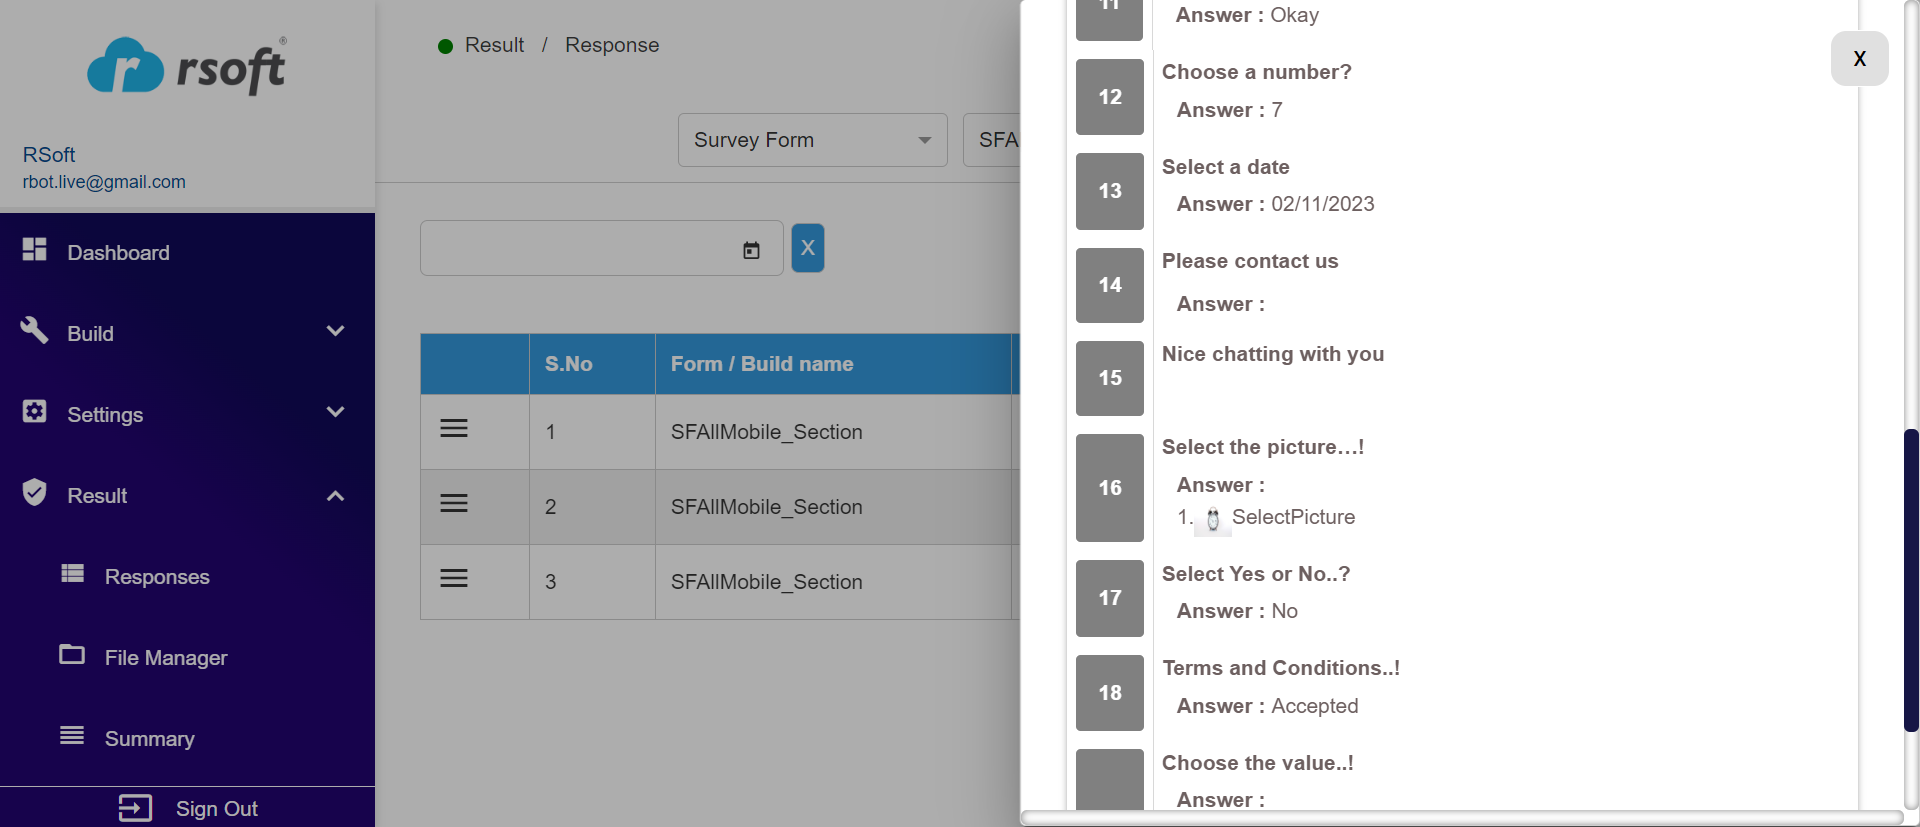 rsoft®
RSoft
rbot.live@gmail.com
Dashboard
Build
Settings
Result
Responses
File Manager
Summary
Sign Out
Result / Response
Survey Form
SFA
X
S.No Form / Build name
1 SFAllMobile_Section
2 SFAllMobile_Section
3 SFAllMobile_Section
X
11
Answer : Okay
12 Choose a number?
Answer : 7
13 Select a date
Answer : 02/11/2023
14 Please contact us
Answer :
15 Nice chatting with you
16 Select the picture...!
Answer :
1. SelectPicture
17 Select Yes or No..?
Answer : No
18 Terms and Conditions..!
Answer : Accepted
Choose the value..!
Answer :